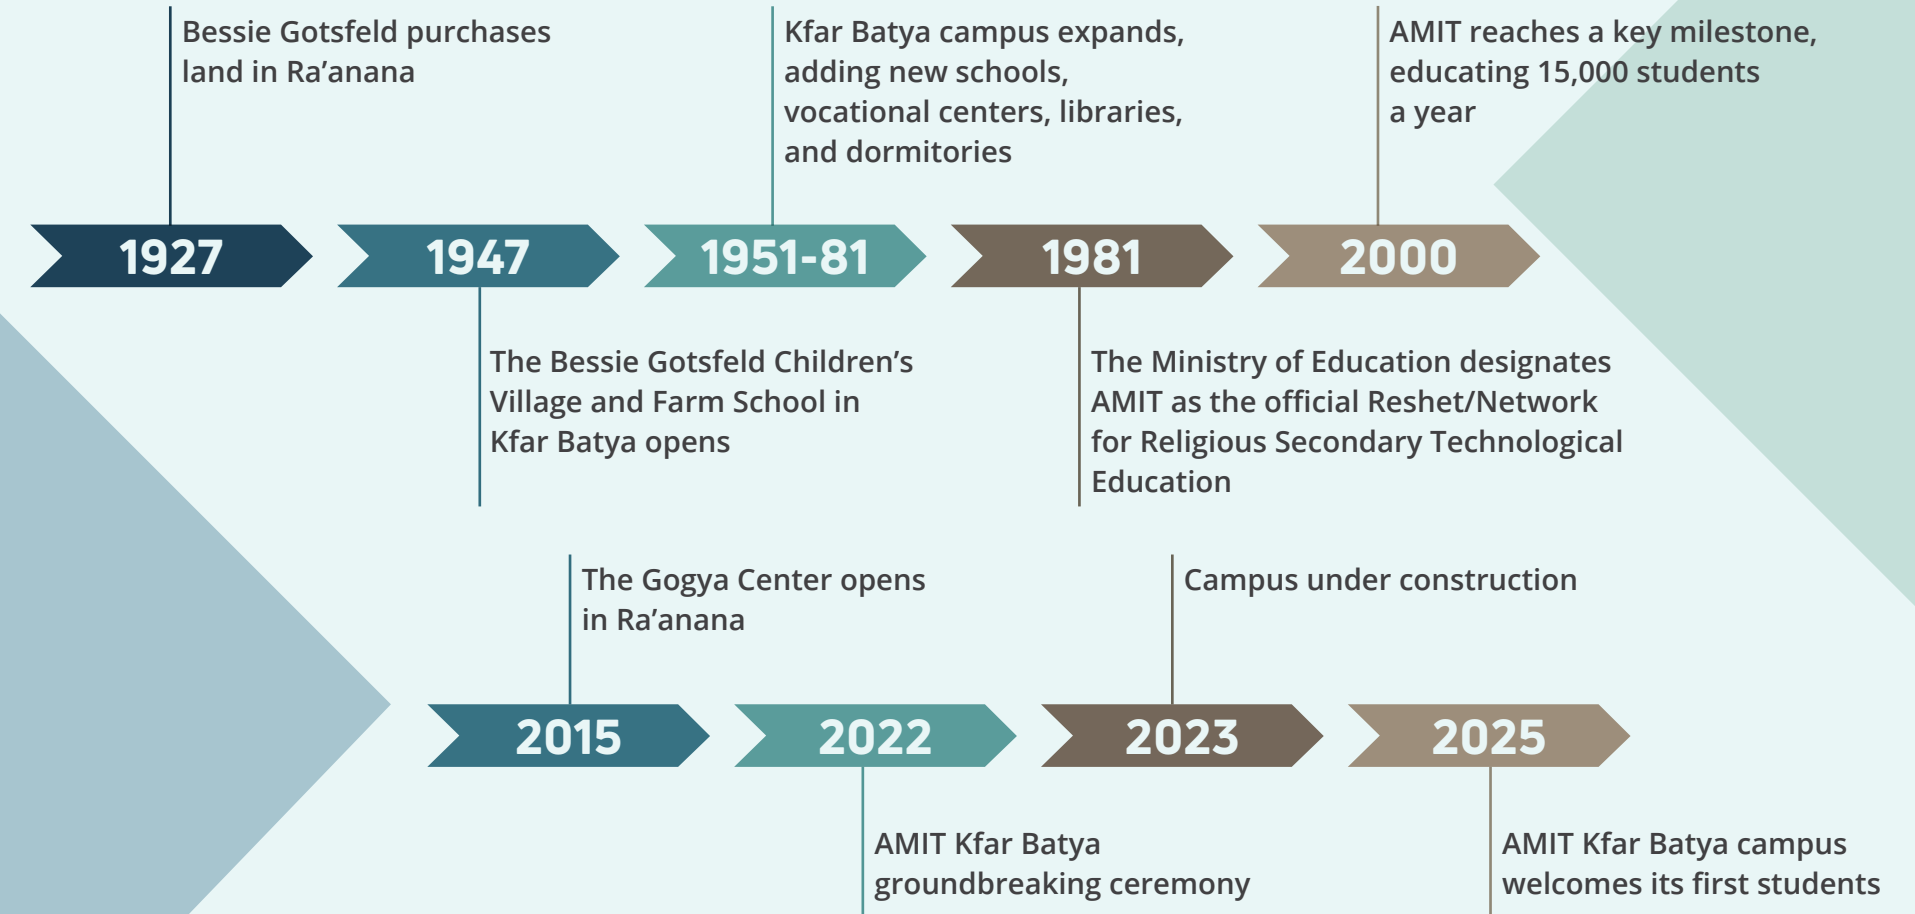 Bessie Gotsfeld purchases
land in Ra’anana
Kfar Batya campus expands,
adding new schools,
vocational centers, libraries,
and dormitories
AMIT reaches a key milestone,
educating 15,000 students
a year
1927
1947
1951-81
1981
2000
The Bessie Gotsfeld Children’s
Village and Farm School in
Kfar Batya opens
The Ministry of Education designates
AMIT as the official Reshet/Network
for Religious Secondary Technological
Education
The Gogya Center opens
in Ra’anana
Campus under construction
2015
2022
2023
2025
AMIT Kfar Batya
groundbreaking ceremony
AMIT Kfar Batya campus
welcomes its first students